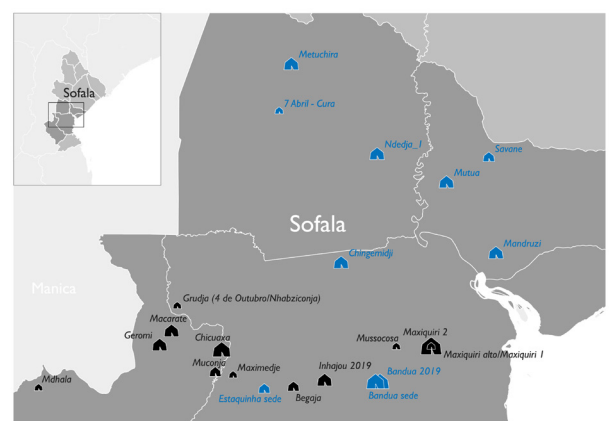 Sofala
Metuchira
7 Abril - Cura
Ndedja_1
Savane
Mutua
Sofala
Mandruzi
Chingemidji
Manica
Grudja (4 de Outubro/Nhabziconja)
Macarate
Geromi
Chicuaxa
Mussocosa
Maxiquiri 2
Maxiquiri alto/Maxiquiri 1
Muconja
Maximedje
Inhajou 2019
Bandua 2019
Mdhala
Estaquinha sede
Begaja
Bandua sede